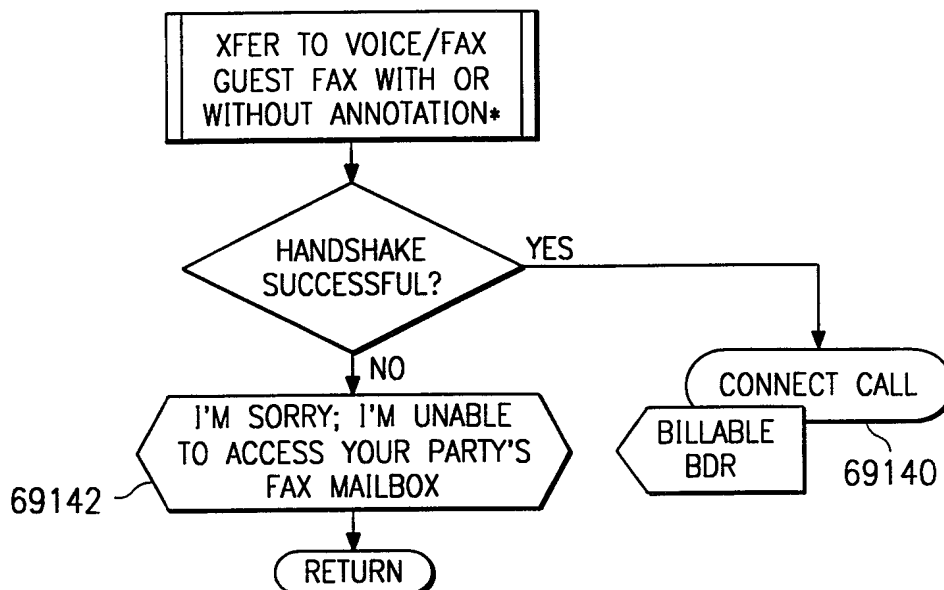 XFER TO VOICE/FAX
GUEST FAX WITH OR
WITHOUT ANNOTATION*
HANDSHAKE
SUCCESSFUL?
YES
NO
CONNECT CALL
BILLABLE
BDR
69140
I'M SORRY; I'M UNABLE
TO ACCESS YOUR PARTY'S
FAX MAILBOX
69142
RETURN